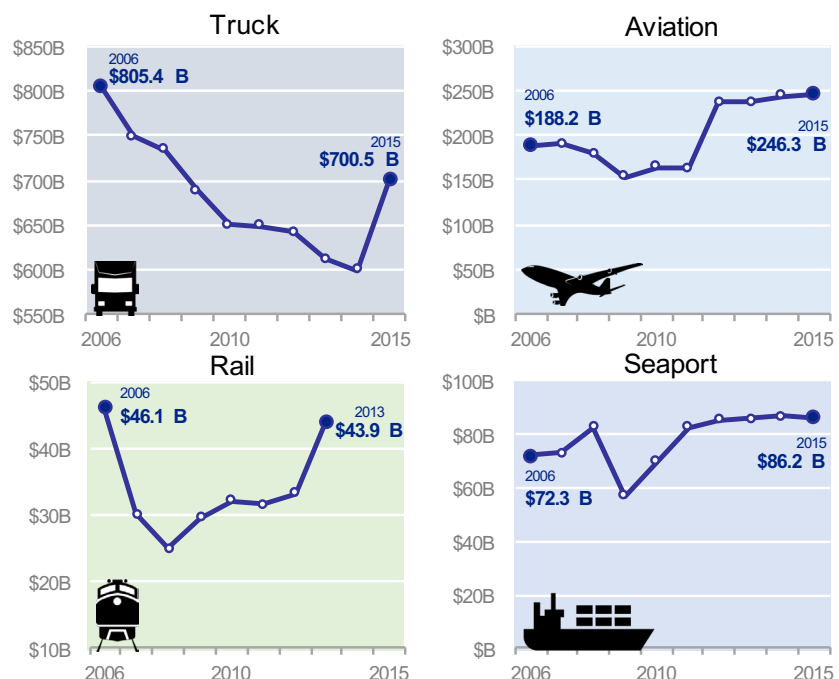 Truck
$850B
$800B
$750B
$700B
$650B
$600B
$550B
2006
$805.4 B
2015
$700.5 B
2006
2010
2015
Aviation
$300B
$250B
$200B
$150B
$100B
$50B
$B
2006
$188.2 B
2015
$246.3 B
2006
2010
2015
Rail
$50B
$40B
$30B
$20B
$10B
2006
$46.1 B
2013
$43.9 B
2006
2010
2015
Seaport
$100B
$80B
$60B
$40B
$20B
$B
2006
$72.3 B
2015
$86.2 B
2006
2010
2015